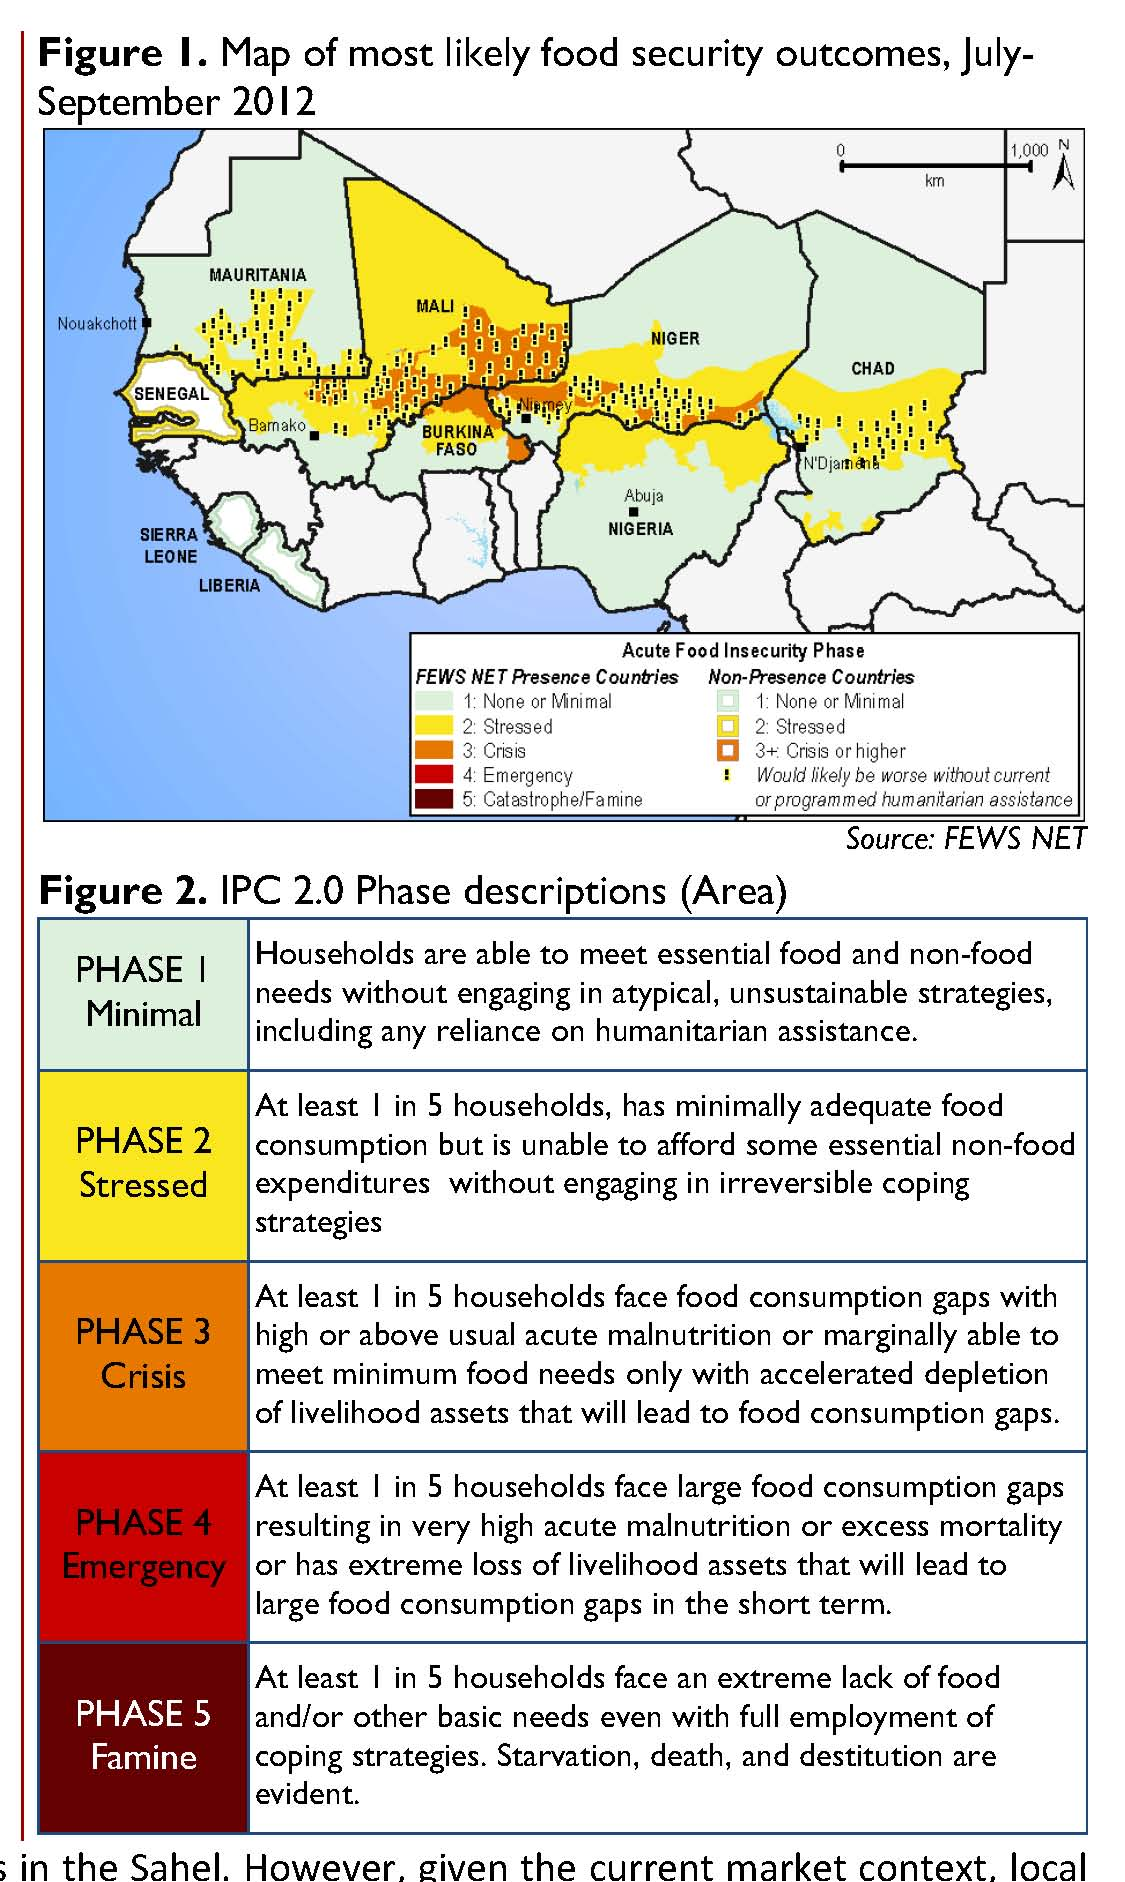 Figure 1. Map of most likely food security outcomes, July-
September 2012
0
1,000
N
km
MAURITANIA
Nouakchott
MALI
NIGER
CHAD
SENEGAL
Niamey
Bamako
BURKINA
FASO
N'Djaména
Abuja
NIGERIA
SIERRA
LEONE
LIBERIA
Acute Food Insecurity Phase
FEWS NET Presence Countries
1: None or Minimal
2: Stressed
3: Crisis
4: Emergency
5: Catastrophe/Famine
Non-Presence Countries
1: None or Minimal
2: Stressed
3+: Crisis or higher
Would likely be worse without current
or programmed humanitarian assistance
Source: FEWS NET
Figure 2. IPC 2.0 Phase descriptions (Area)
PHASE 1
Minimal
Households are able to meet essential food and non-food
needs without engaging in atypical, unsustainable strategies,
including any reliance on humanitarian assistance.
PHASE 2
Stressed
At least 1 in 5 households, has minimally adequate food
consumption but is unable to afford some essential non-food
expenditures without engaging in irreversible coping
strategies
PHASE 3
Crisis
At least 1 in 5 households face food consumption gaps with
high or above usual acute malnutrition or marginally able to
meet minimum food needs only with accelerated depletion
of livelihood assets that will lead to food consumption gaps.
PHASE 4
Emergency
At least 1 in 5 households face large food consumption gaps
resulting in very high acute malnutrition or excess mortality
or has extreme loss of livelihood assets that will lead to
large food consumption gaps in the short term.
PHASE 5
Famine
At least 1 in 5 households face an extreme lack of food
and/or other basic needs even with full employment of
coping strategies. Starvation, death, and destitution are
evident.
s in the Sahel. However, given the current market context, local